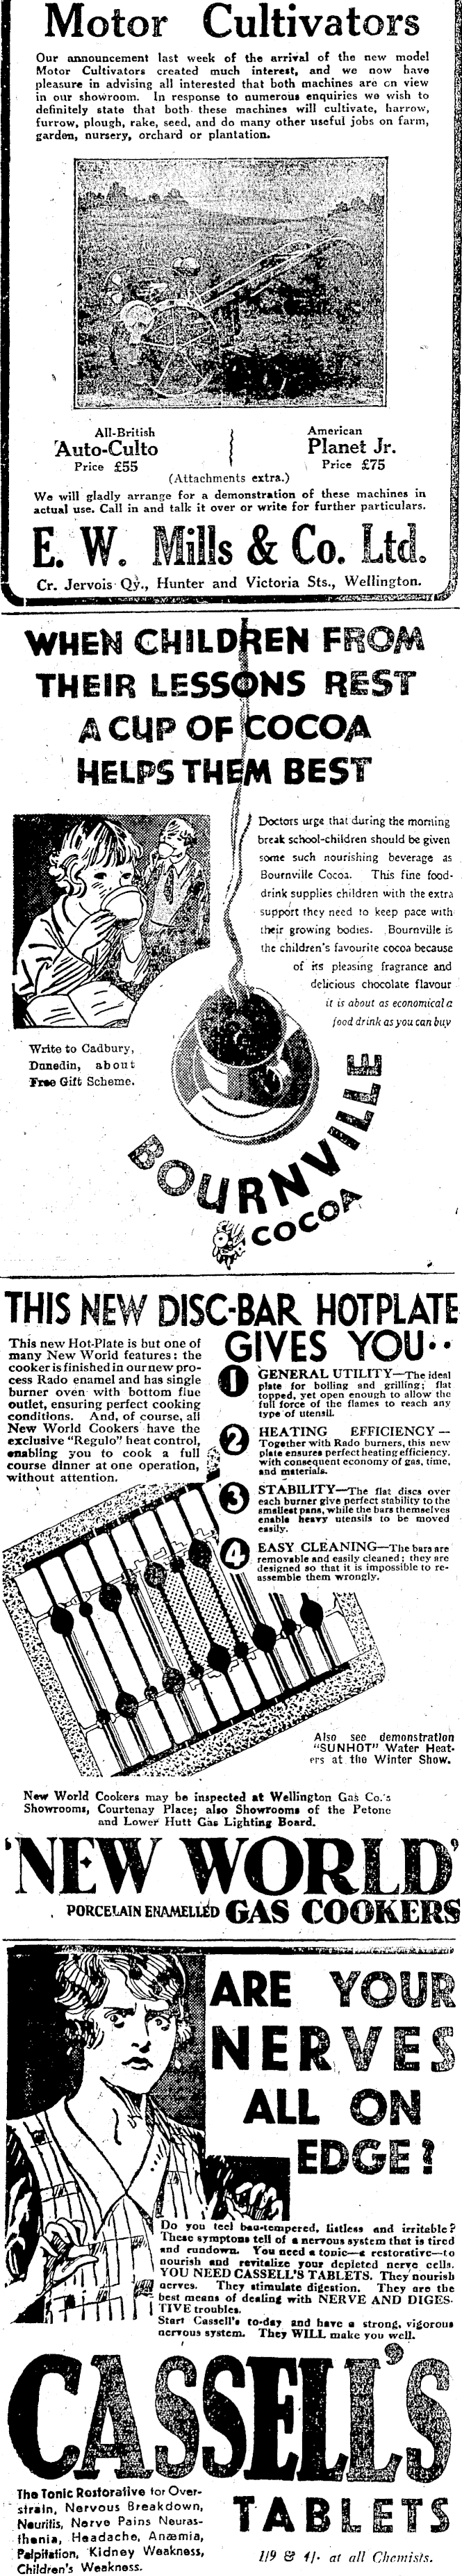 Motor Cultivators
Our announcement last week of the arrival of the new model
Motor Cultivators created much interest, and we now have
pleasure in advising all interested that both machines are on view
in our showroom. In response to numerous enquiries we wish to
definitely state that both these machines will cultivate, harrow,
furrow, plough, rake, seed, and do many other useful jobs on farm,
garden, nursery, orchard or plantation.
All-British
Auto-Culto
Price £55
American
Planet Jr.
Price £75
(Attachments extra.)
We will gladly arrange for a demonstration of these machines in
actual use. Call in and talk it over or write for further particulars.
E. W. Mills & Co. Ltd.
Cr. Jervois Qy., Hunter and Victoria Sts., Wellington.
WHEN CHILDREN FROM
THEIR LESSONS REST
A CUP OF COCOA
HELPS THEM BEST
Doctors urge that during the morning
break school-children should be given
some such nourishing beverage as
Bournville Cocoa. This fine food-
drink supplies children with the extra
support they need to keep pace with
their growing bodies. Bournville is
the children's favourite cocoa because
of its pleasing fragrance and
delicious chocolate flavour
it is about as economical a
food drink as you can buy
Write to Cadbury,
Dunedin, about
Free Gift Scheme.
BOURNVILLE
COCOA
THIS NEW DISC-BAR HOTPLATE
GIVES YOU··
This new Hot-Plate is but one of
many New World features: the
cooker is finished in our new pro-
cess Rado enamel and has single
burner oven with bottom flue
outlet, ensuring perfect cooking
conditions. And, of course, all
New World Cookers have the
exclusive "Regulo" heat control,
enabling you to cook a full
course dinner at one operation,
without attention.
1 GENERAL UTILITY—The ideal
plate for boiling and grilling; flat
topped, yet open enough to allow the
full force of the flames to reach any
type of utensil.
2 HEATING EFFICIENCY—
Together with Rado burners, this new
plate ensures perfect heating efficiency,
with consequent economy of gas, time,
and materials.
3 STABILITY—The flat discs over
each burner give perfect stability to the
smallest pans, while the bars themselves
enable heavy utensils to be moved
easily.
4 EASY CLEANING—The bars are
removable and easily cleaned; they are
designed so that it is impossible to re-
assemble them wrongly.
Also see demonstration
"SUNHOT" Water Heat-
ers at the Winter Show.
New World Cookers may be inspected at Wellington Gas Co.'s
Showrooms, Courtenay Place; also Showrooms of the Petone
and Lower Hutt Gas Lighting Board.
'NEW WORLD'
PORCELAIN ENAMELLED GAS COOKERS
ARE YOUR
NERVES
ALL ON
EDGE?
Do you feel bad-tempered, listless and irritable?
These symptoms tell of a nervous system that is tired
and rundown. You need a tonic—a restorative—to
nourish and revitalize your depleted nerve cells.
YOU NEED CASSELL'S TABLETS. They nourish
nerves. They stimulate digestion. They are the
best means of dealing with NERVE AND DIGES-
TIVE troubles.
Start Cassell's to-day and have a strong, vigorous
nervous system. They WILL make you well.
CASSELL'S
TABLETS
The Tonic Restorative for Over-
strain, Nervous Breakdown,
Neuritis, Nerve Pains Neuras-
thenia, Headache, Anæmia,
Palpitation, Kidney Weakness,
Children's Weakness.
1/9 & 4/- at all Chemists.